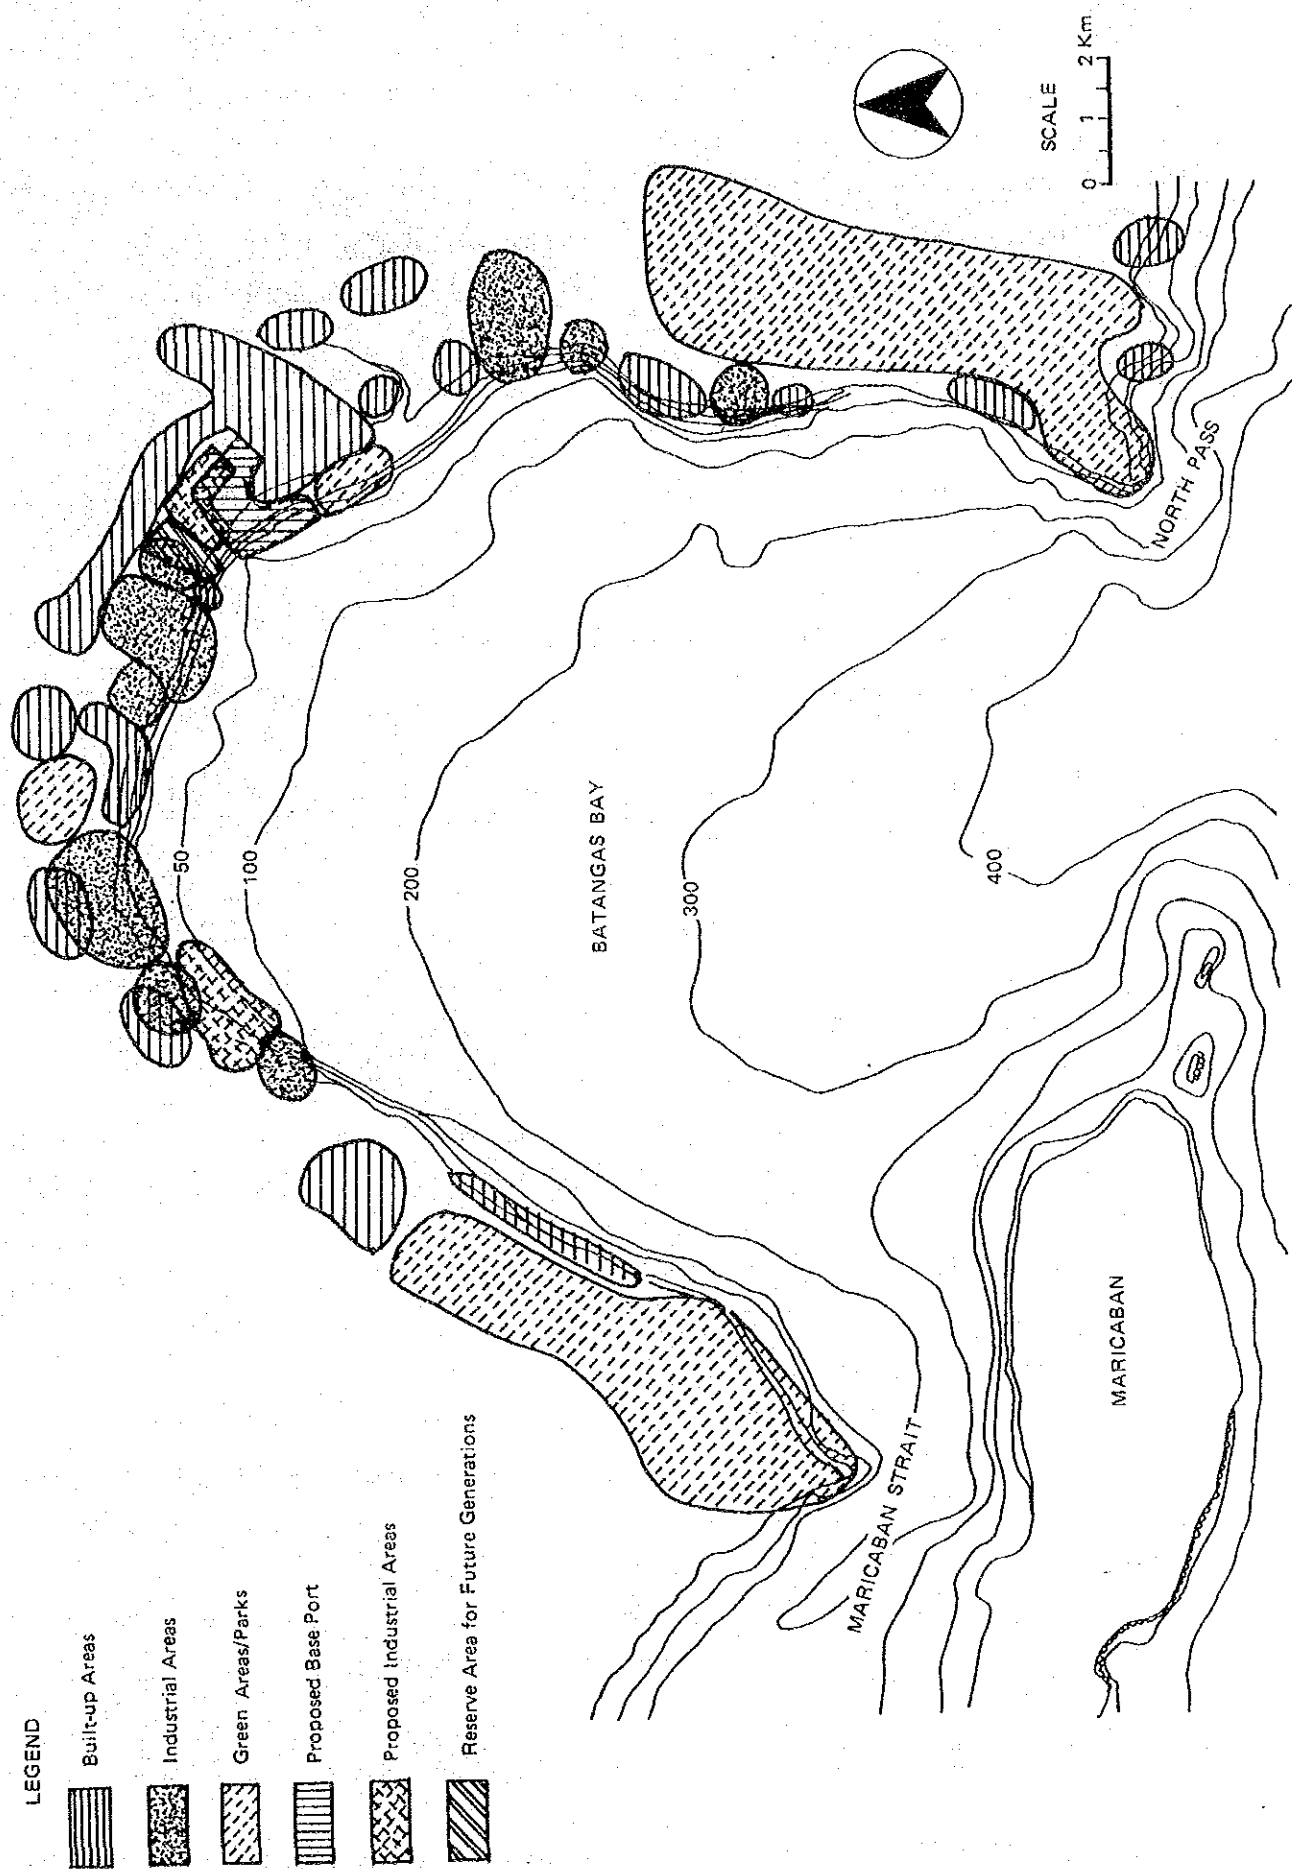 LEGEND
Built-up Areas
Industrial Areas
Green Areas/Parks
Proposed Base Port
Proposed Industrial Areas
Reserve Area for Future Generations
50
100
200
BATANGAS BAY
300
400
NORTH PASS
MARICABAN STRAIT
MARICABAN
SCALE
0 1 2 Km